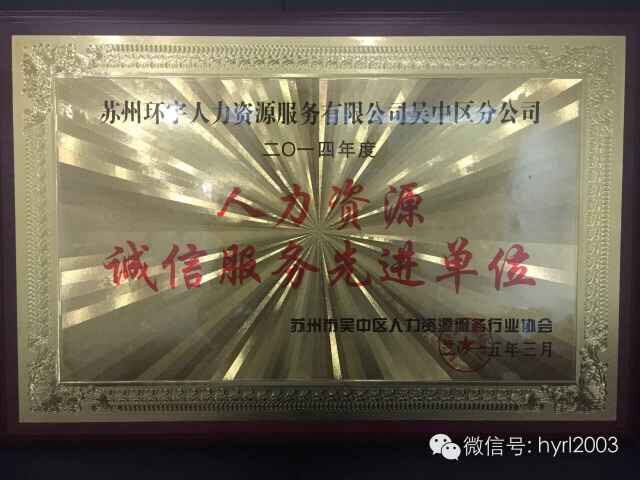 苏州环宇人力资源服务有限公司吴中区分公司
二〇一四年度
人力资源
诚信服务先进单位
苏州市吴中区人力资源服务行业协会
二〇一五年三月
微信号: hyrl2003